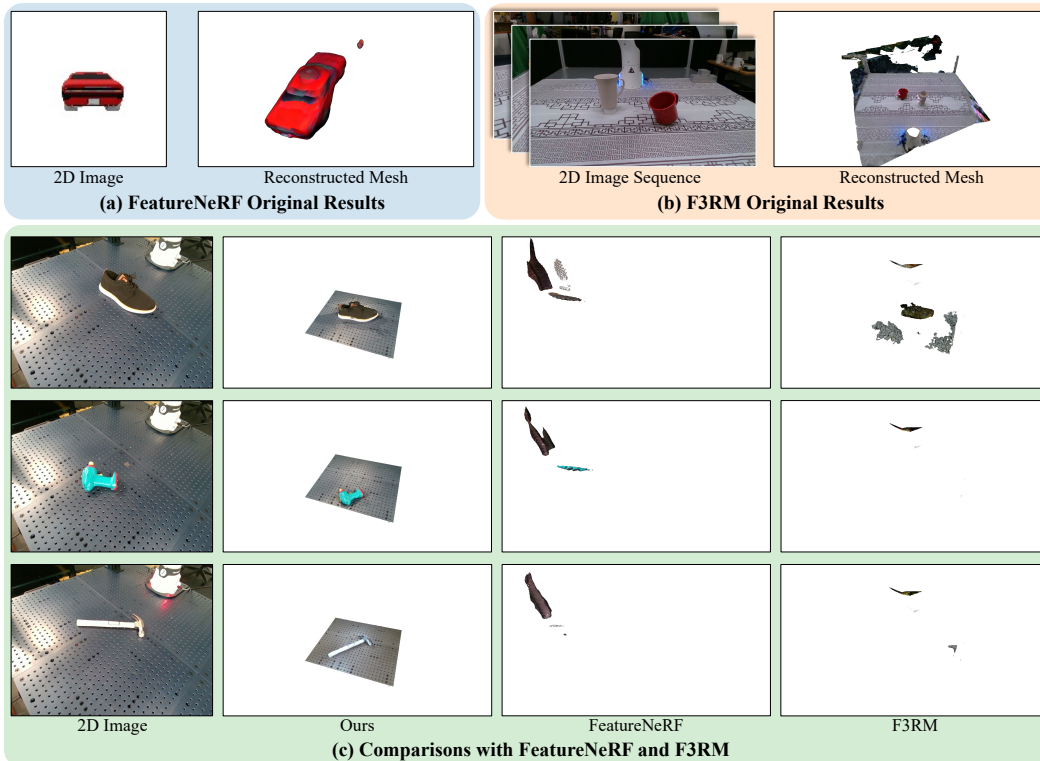 2D Image
Reconstructed Mesh
(a) FeatureNeRF Original Results
2D Image Sequence
Reconstructed Mesh
(b) F3RM Original Results
2D Image
Ours
FeatureNeRF
F3RM
(c) Comparisons with FeatureNeRF and F3RM